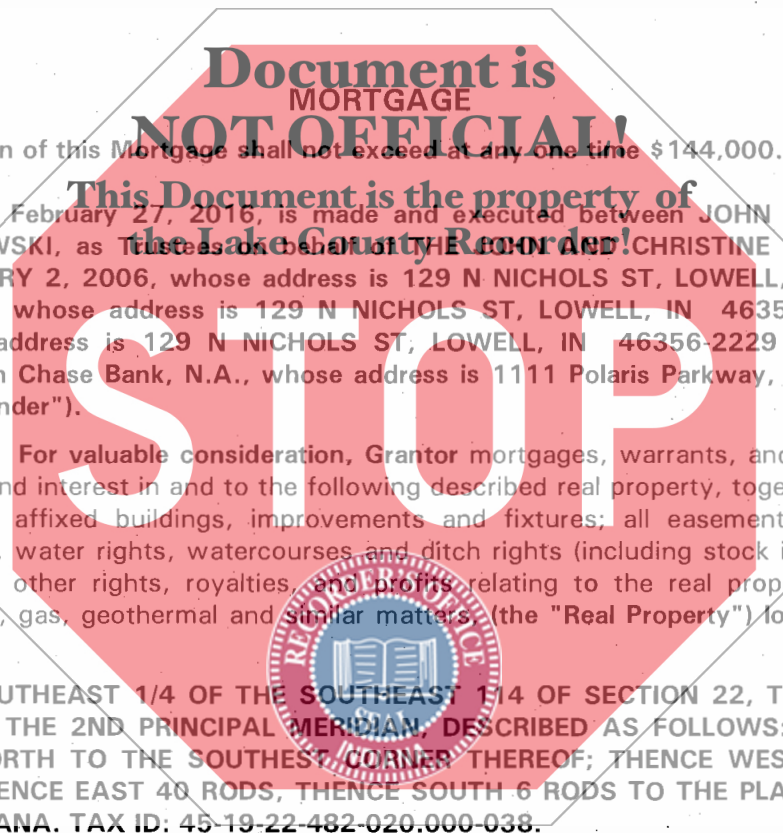 Document is
MORTGAGE
NOT OFFICIAL!
n of this Mortgage shall not exceed at any one time $144,000.
This Document is the property of
February 27, 2016, is made and executed between JOHN
the Lake County Recorder!
WSKI, as Trustees on behalf of THE JOHN AND CHRISTINE
RY 2, 2006, whose address is 129 N NICHOLS ST, LOWELL,
whose address is 129 N NICHOLS ST, LOWELL, IN 4635
address is 129 N NICHOLS ST, LOWELL, IN 46356-2229
n Chase Bank, N.A., whose address is 1111 Polaris Parkway,
nder").
STOP
For valuable consideration, Grantor mortgages, warrants, and
nd interest in and to the following described real property, toge
affixed buildings, improvements and fixtures; all easement
, water rights, watercourses and ditch rights (including stock i
other rights, royalties, and profits relating to the real prop
, gas, geothermal and similar matters, (the "Real Property") lo
RECORDER'S OFFICE
SEAL
INDIANA
UTHEAST 1/4 OF THE SOUTHEAST 114 OF SECTION 22, T
THE 2ND PRINCIPAL MERIDIAN, DESCRIBED AS FOLLOWS:
ORTH TO THE SOUTHEST CORNER THEREOF; THENCE WES
ENCE EAST 40 RODS, THENCE SOUTH 6 RODS TO THE PLA
ANA. TAX ID: 45-19-22-482-020.000-038.